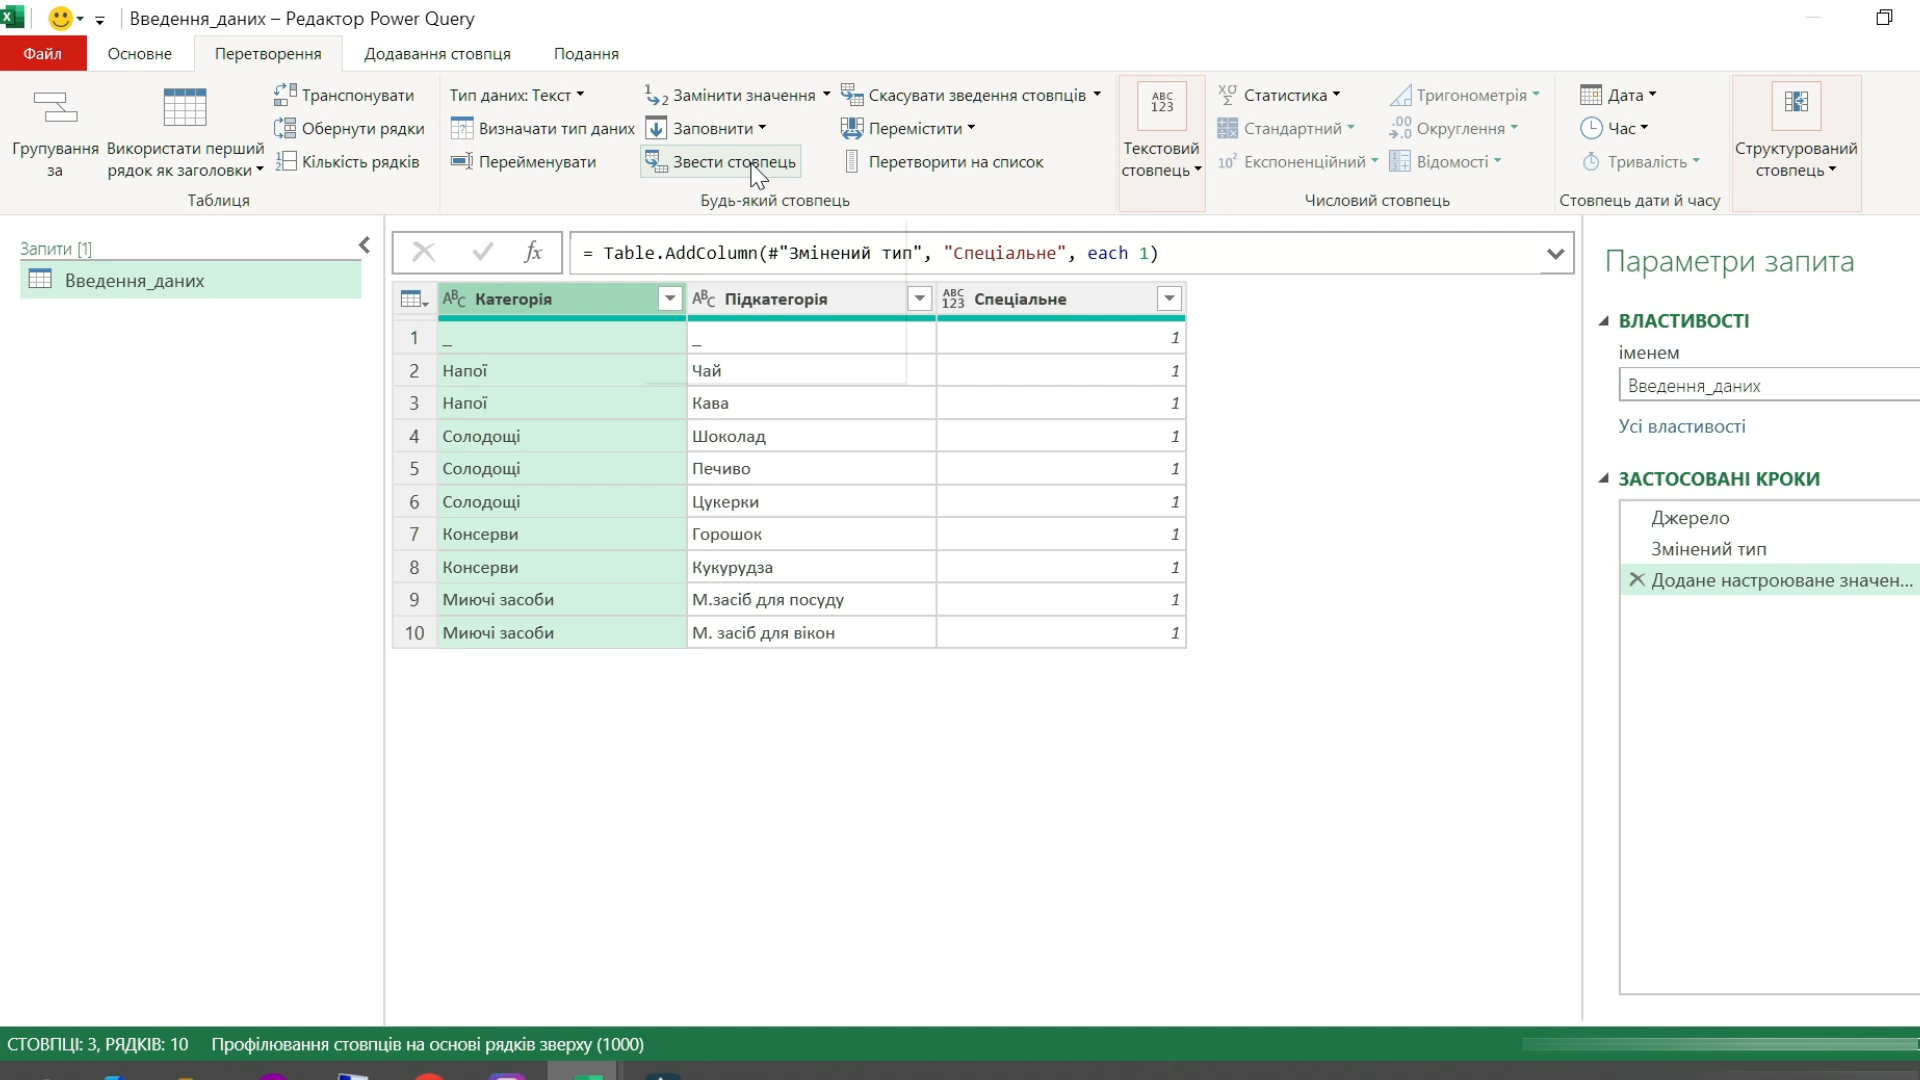 Введення_даних – Редактор Power Query
Файл
Основне
Перетворення
Додавання стовпця
Подання
Групування за
Використати перший рядок як заголовки
Транспонувати
Обернути рядки
Кількість рядків
Таблиця
Тип даних: Текст
Визначати тип даних
Перейменувати
Замінити значення
Заповнити
Звести стовпець
Скасувати зведення стовпців
Перемістити
Перетворити на список
Будь-який стовпець
ABC
123
Текстовий стовпець
Статистика
Стандартний
Експоненційний
Тригонометрія
Округлення
Відомості
Числовий стовпець
Дата
Час
Тривалість
Стовпець дати й часу
Структурований стовпець
Запити [1]
Введення_даних
fx
= Table.AddColumn(#"Змінений тип", "Спеціальне", each 1)
Категорія Підкатегорія Спеціальне
1 _ _ 1
2 Напої Чай 1
3 Напої Кава 1
4 Солодощі Шоколад 1
5 Солодощі Печиво 1
6 Солодощі Цукерки 1
7 Консерви Горошок 1
8 Консерви Кукурудза 1
9 Миючі засоби М.засіб для посуду 1
10 Миючі засоби М. засіб для вікон 1
Параметри запита
ВЛАСТИВОСТІ
іменем
Введення_даних
Усі властивості
ЗАСТОСОВАНІ КРОКИ
Джерело
Змінений тип
Додане настроюване значен...
СТОВПЦІ: 3, РЯДКІВ: 10 Профілювання стовпців на основі рядків зверху (1000)